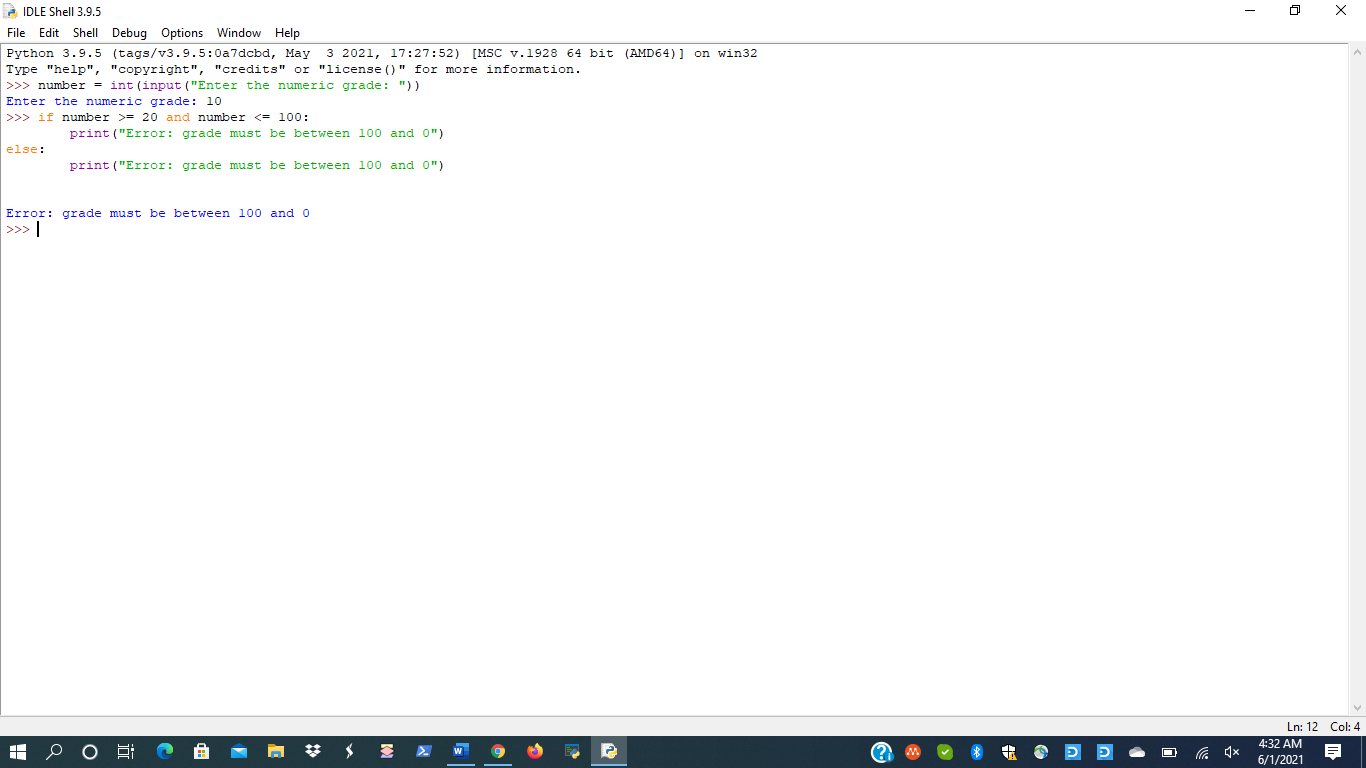 IDLE Shell 3.9.5
File Edit Shell Debug Options Window Help
Python 3.9.5 (tags/v3.9.5:0a7dcbd, May  3 2021, 17:27:52) [MSC v.1928 64 bit (AMD64)] on win32
Type "help", "copyright", "credits" or "license()" for more information.
>>> number = int(input("Enter the numeric grade: "))
Enter the numeric grade: 10
>>> if number >= 20 and number <= 100:
        print("Error: grade must be between 100 and 0")
else:
        print("Error: grade must be between 100 and 0")
Error: grade must be between 100 and 0
>>>
Ln: 12 Col: 4
4:32 AM
6/1/2021